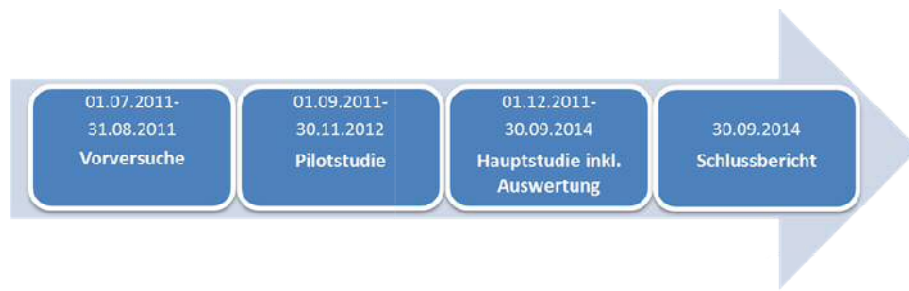 01.07.2011-
31.08.2011
Vorversuche
01.09.2011-
30.11.2012
Pilotstudie
01.12.2011-
30.09.2014
Hauptstudie inkl.
Auswertung
30.09.2014
Schlussbericht